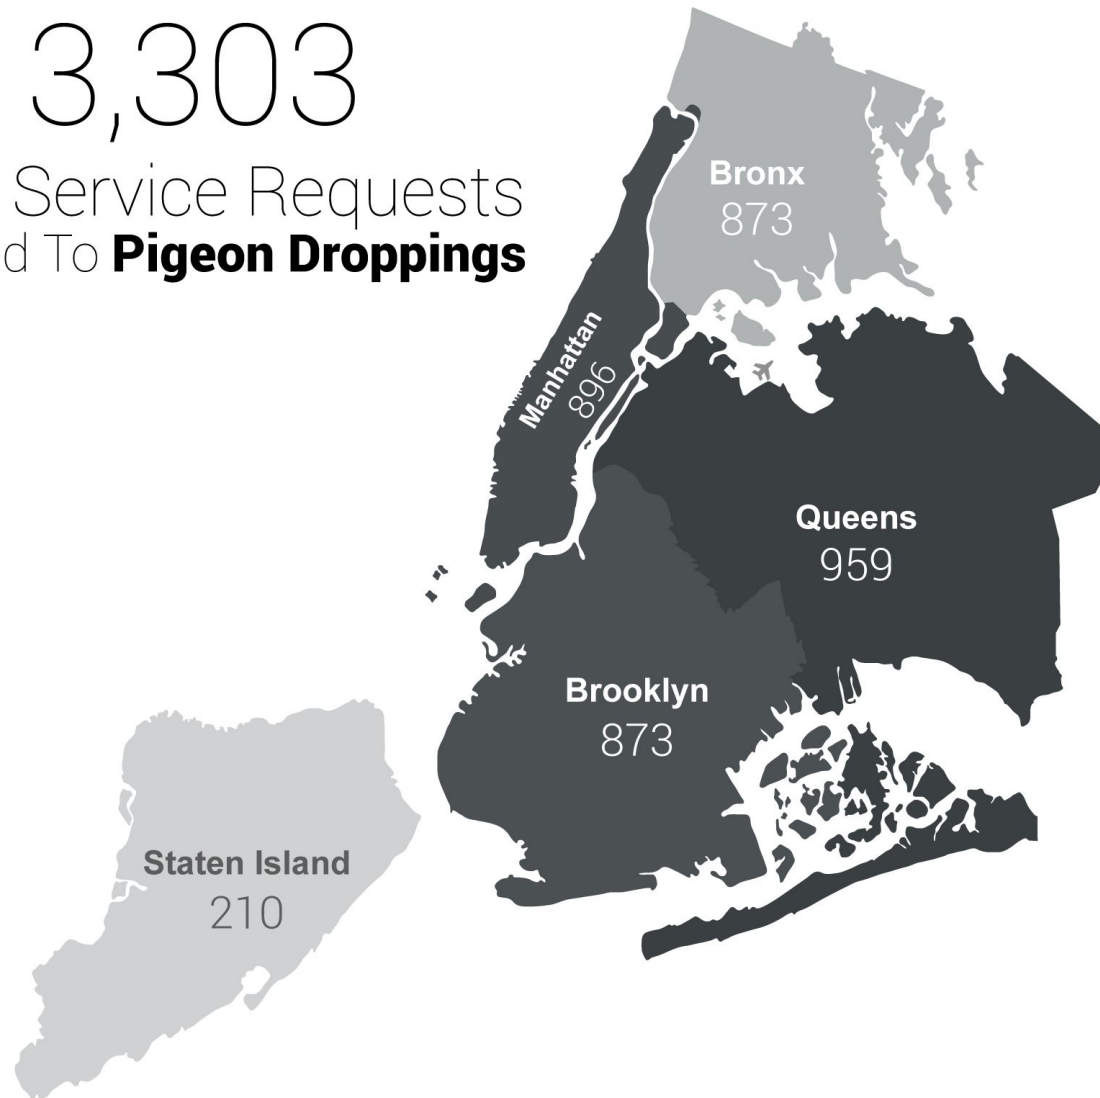 3,303
Service Requests
d To Pigeon Droppings
Bronx
873
Manhattan
896
Queens
959
Brooklyn
873
Staten Island
210